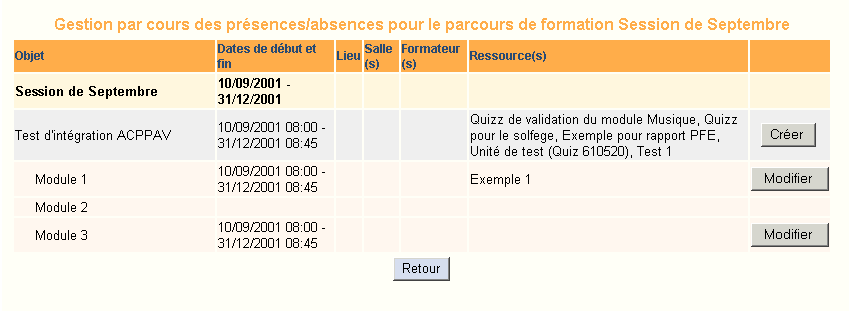 Gestion par cours des présences/absences pour le parcours de formation Session de Septembre
Objet
Dates de début et
fin
Lieu
Salle
(s)
Formateur
(s)
Ressource(s)
Session de Septembre
10/09/2001 -
31/12/2001
Test d'intégration ACPPAV
10/09/2001 08:00 -
31/12/2001 08:45
Quizz de validation du module Musique, Quizz
pour le solfege, Exemple pour rapport PFE,
Unité de test (Quiz 610520), Test 1
Créer
Module 1
10/09/2001 08:00 -
31/12/2001 08:45
Exemple 1
Modifier
Module 2
Module 3
10/09/2001 08:00 -
31/12/2001 08:45
Modifier
Retour